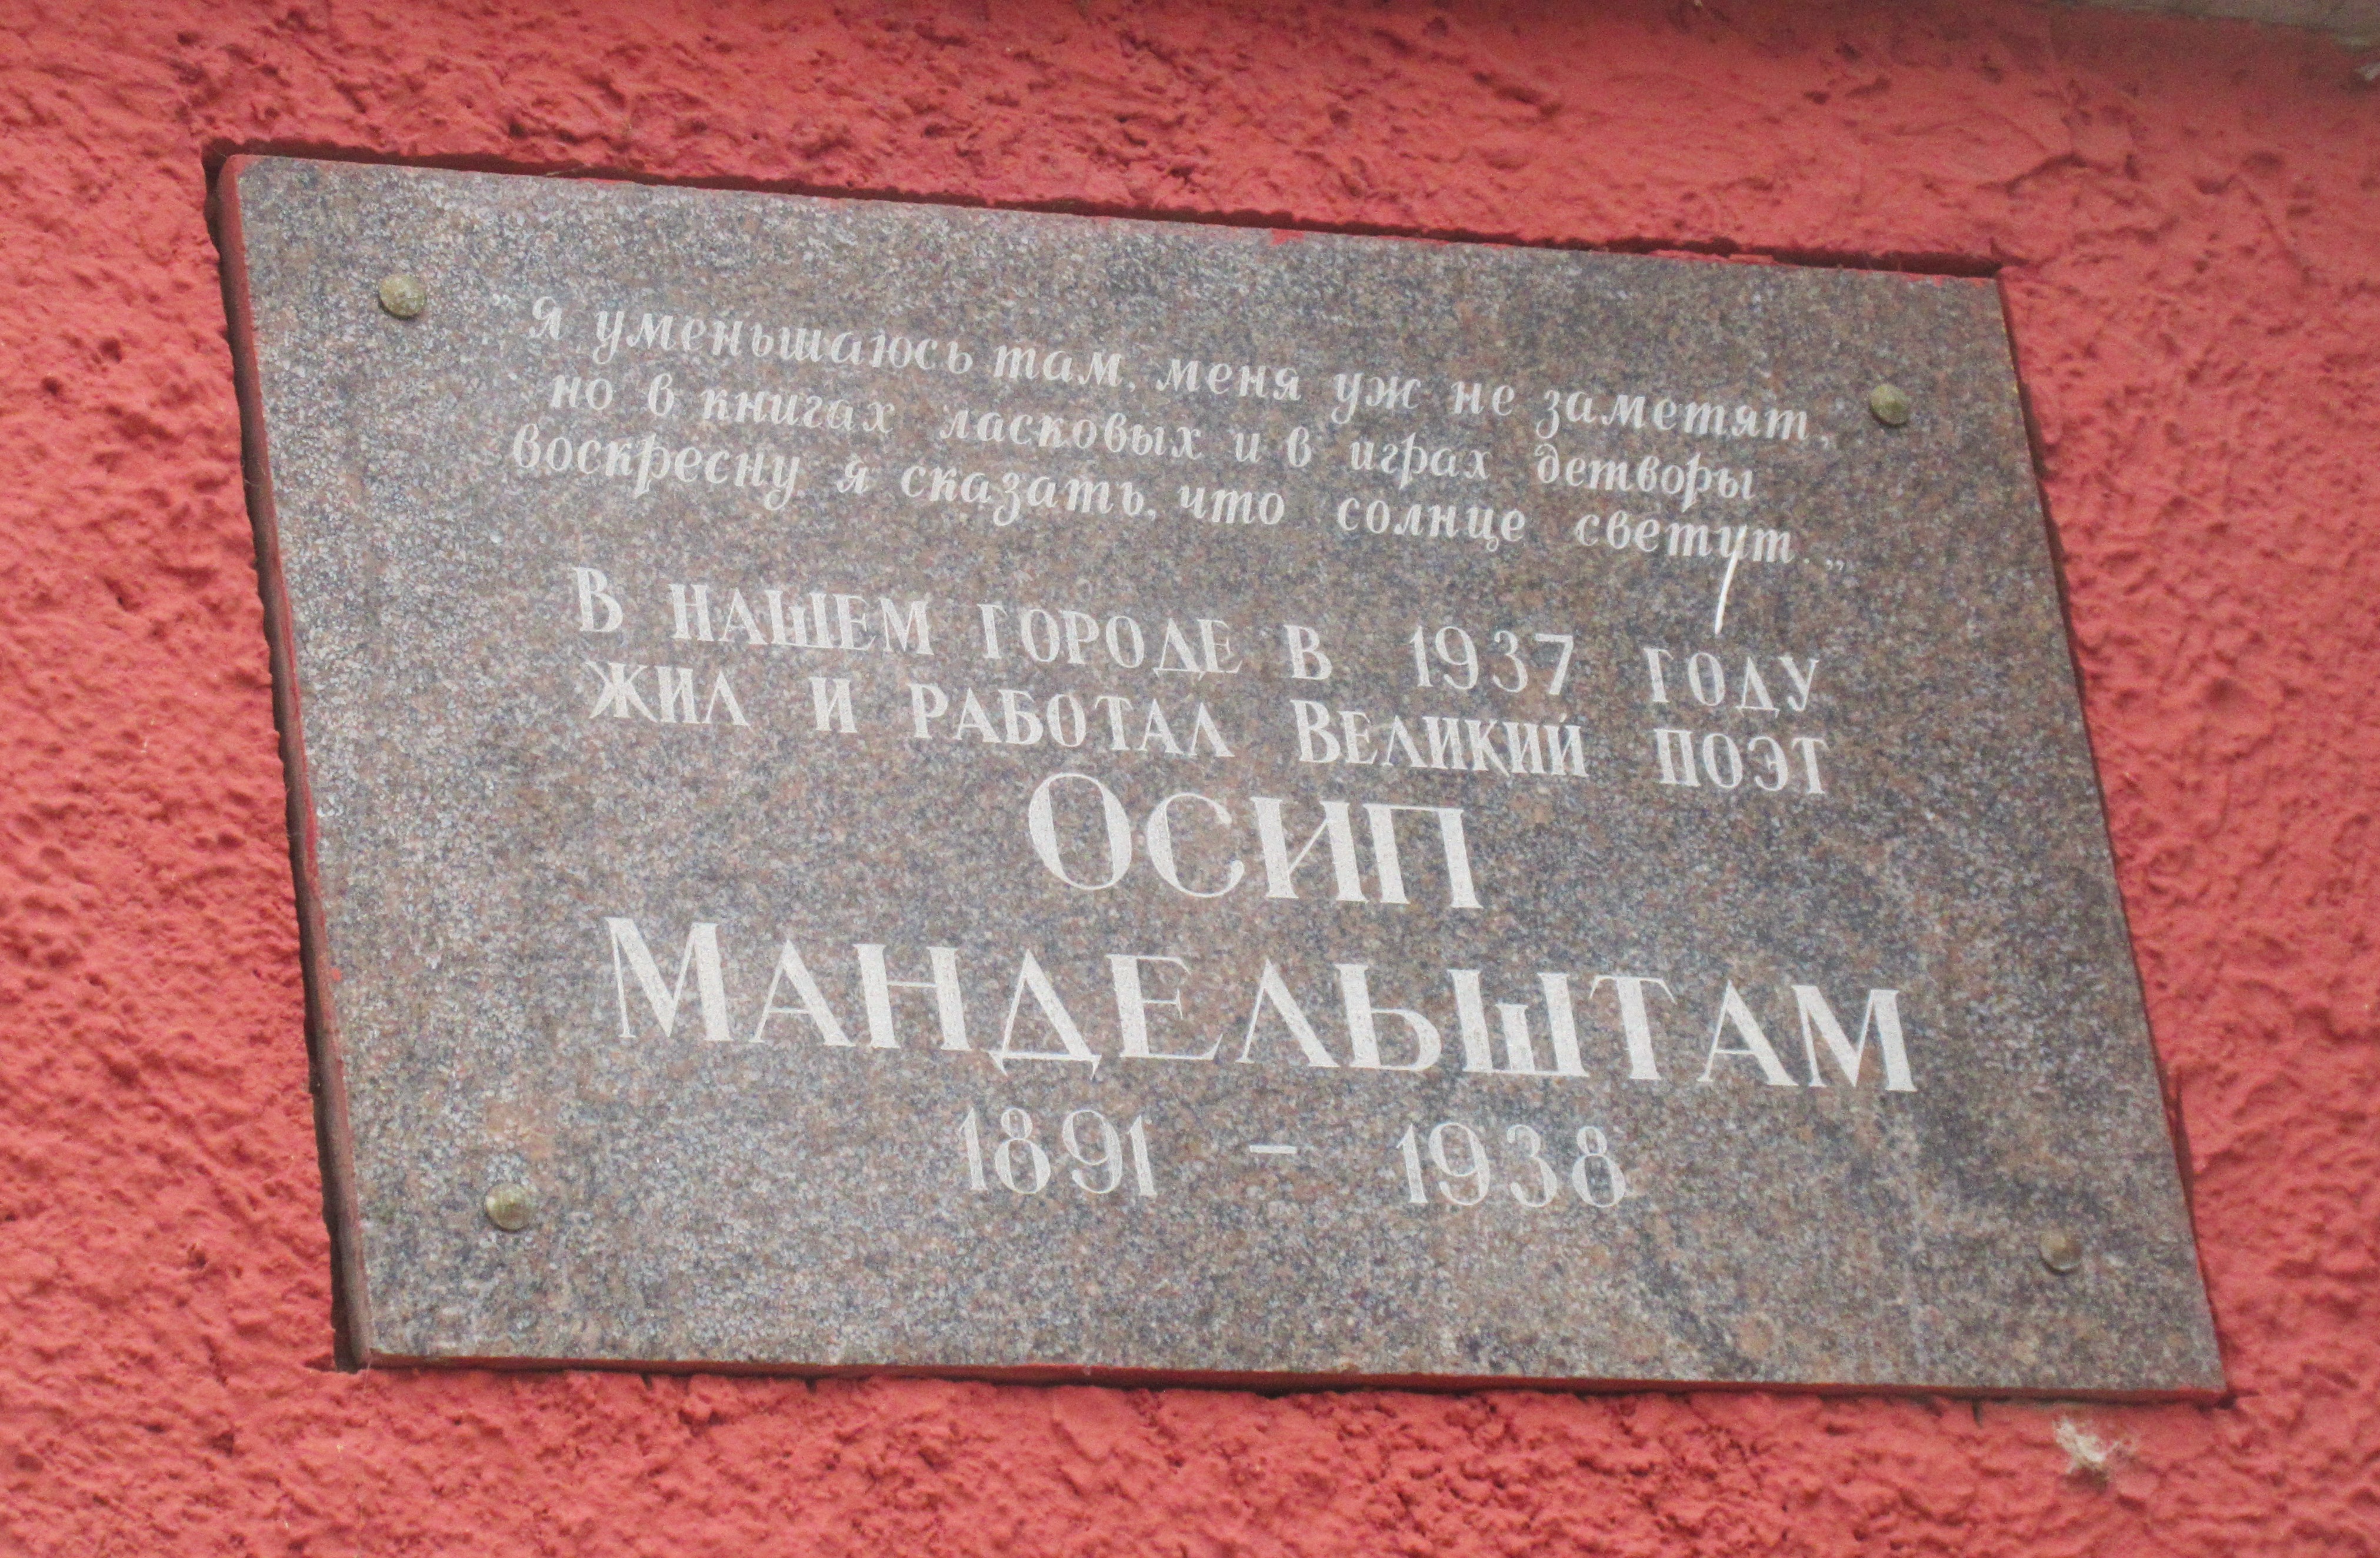 „Я уменьшаюсь там, меня уж не заметят,
но в книгах ласковых и в играх детворы
воскресну я сказать, что солнце светит..."
В НАШЕМ ГОРОДЕ В 1937 ГОДУ
ЖИЛ И РАБОТАЛ ВЕЛИКИЙ ПОЭТ
ОСИП
МАНДЕЛЬШТАМ
1891 – 1938